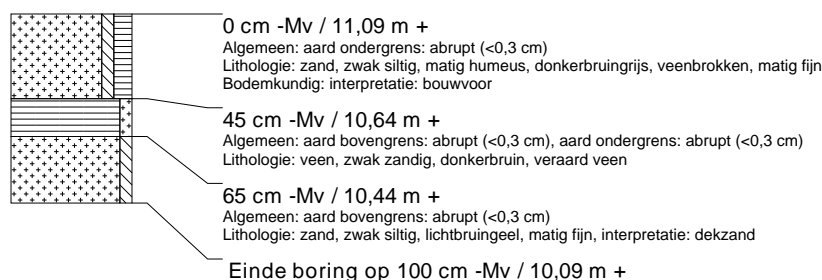 0 cm -Mv / 11,09 m +
Algemeen: aard ondergrens: abrupt (<0,3 cm)
Lithologie: zand, zwak siltig, matig humeus, donkerbruingrijs, veenbrokken, matig fijn
Bodemkundig: interpretatie: bouwvoor
45 cm -Mv / 10,64 m +
Algemeen: aard bovengrens: abrupt (<0,3 cm), aard ondergrens: abrupt (<0,3 cm)
Lithologie: veen, zwak zandig, donkerbruin, veraard veen
65 cm -Mv / 10,44 m +
Algemeen: aard bovengrens: abrupt (<0,3 cm)
Lithologie: zand, zwak siltig, lichtbruingeel, matig fijn, interpretatie: dekzand
Einde boring op 100 cm -Mv / 10,09 m +